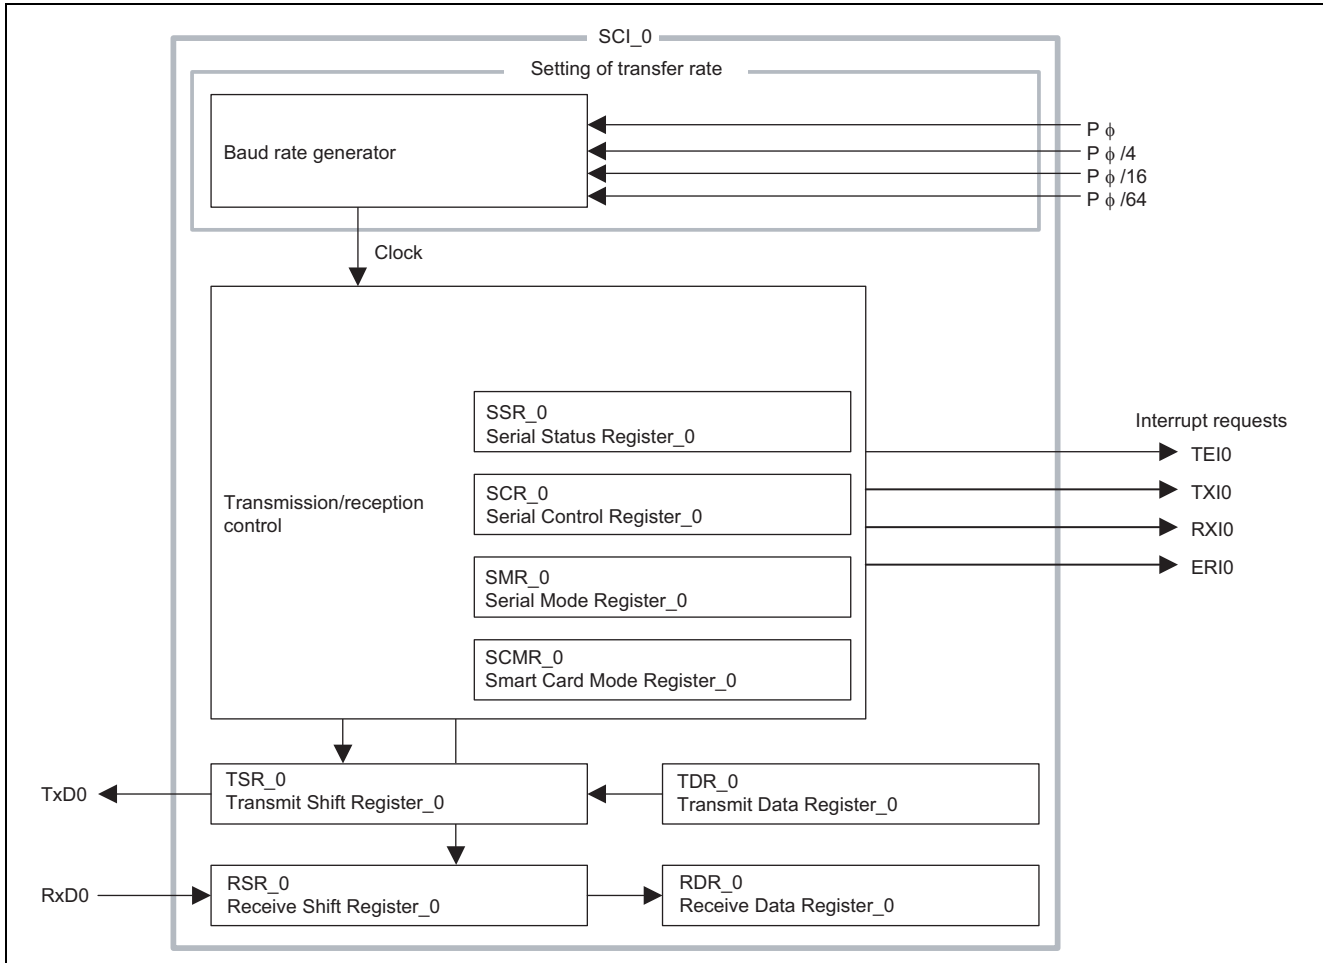 SCI_0
Setting of transfer rate
Baud rate generator
P ϕ
P ϕ /4
P ϕ /16
P ϕ /64
Clock
SSR_0
Serial Status Register_0
Interrupt requests
TEI0
SCR_0
Serial Control Register_0
Transmission/reception
control
TXI0
RXI0
ERI0
SMR_0
Serial Mode Register_0
SCMR_0
Smart Card Mode Register_0
TxD0
TSR_0
Transmit Shift Register_0
TDR_0
Transmit Data Register_0
RxD0
RSR_0
Receive Shift Register_0
RDR_0
Receive Data Register_0